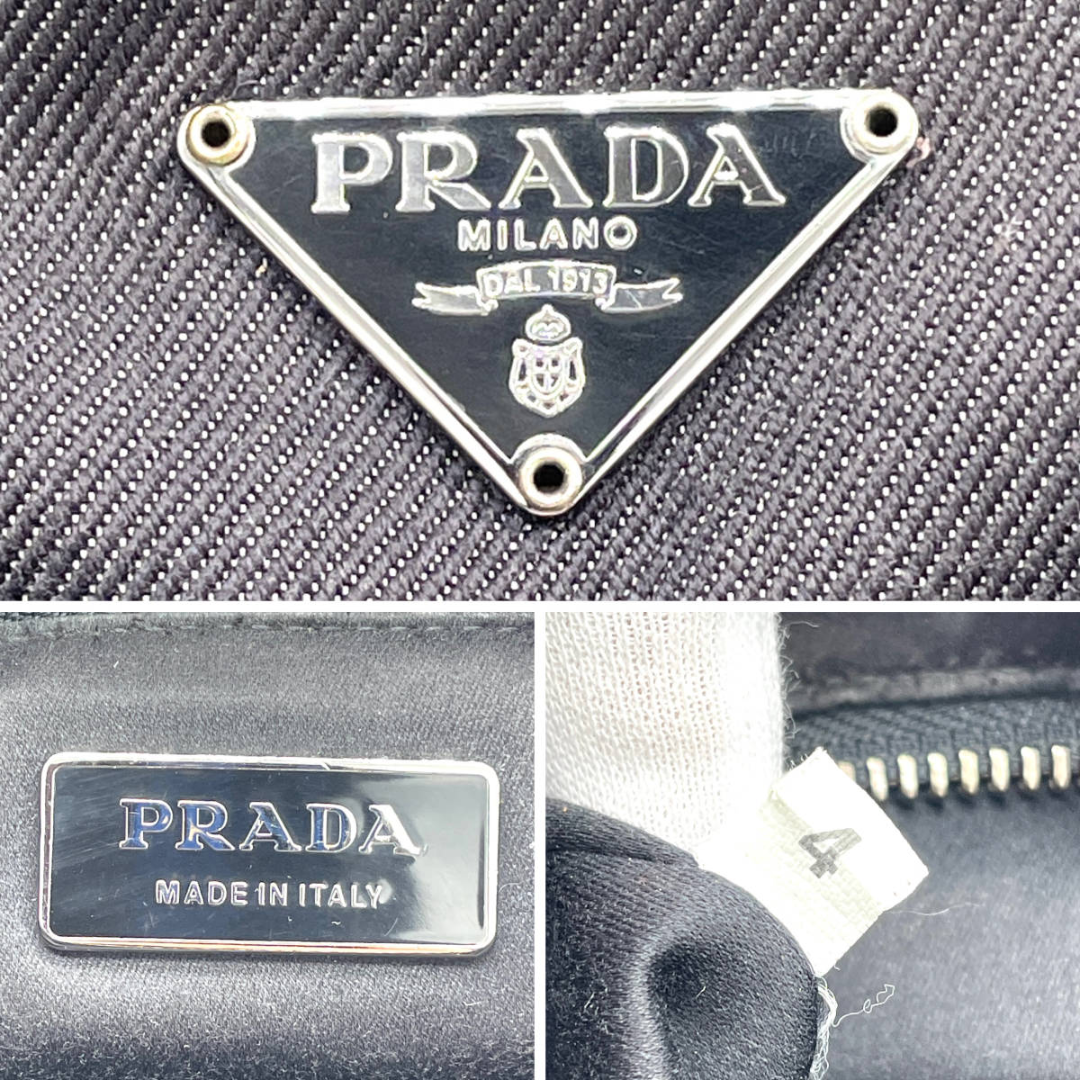 PRADA
MILANO
DAL 1913
PRADA
MADE IN ITALY
4